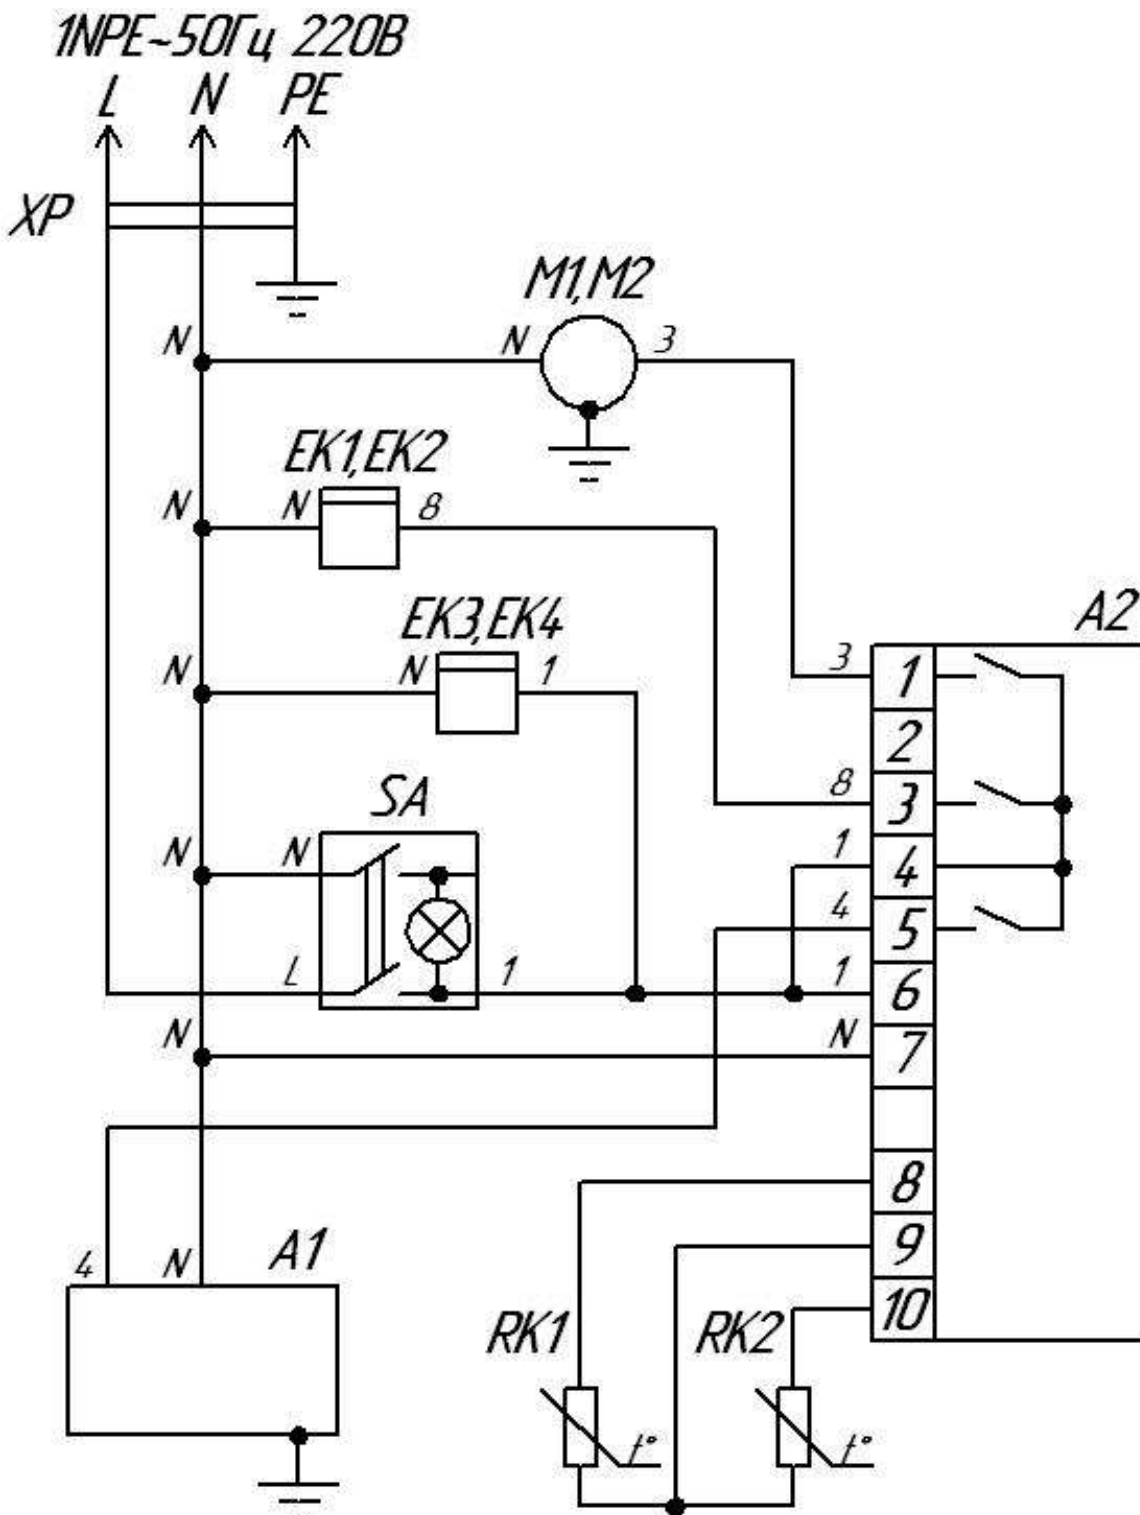 1NPE~50Гц 220В
L N PE
XP
M1,M2
N N 3
EK1,EK2
N N 8
EK3,EK4
A2
N N 1
3 1
2
SA
8 3
N N
1 4
4 5
L 1 1 6
N N 7
8
4 N A1
9
10
RK1 RK2
t° t°